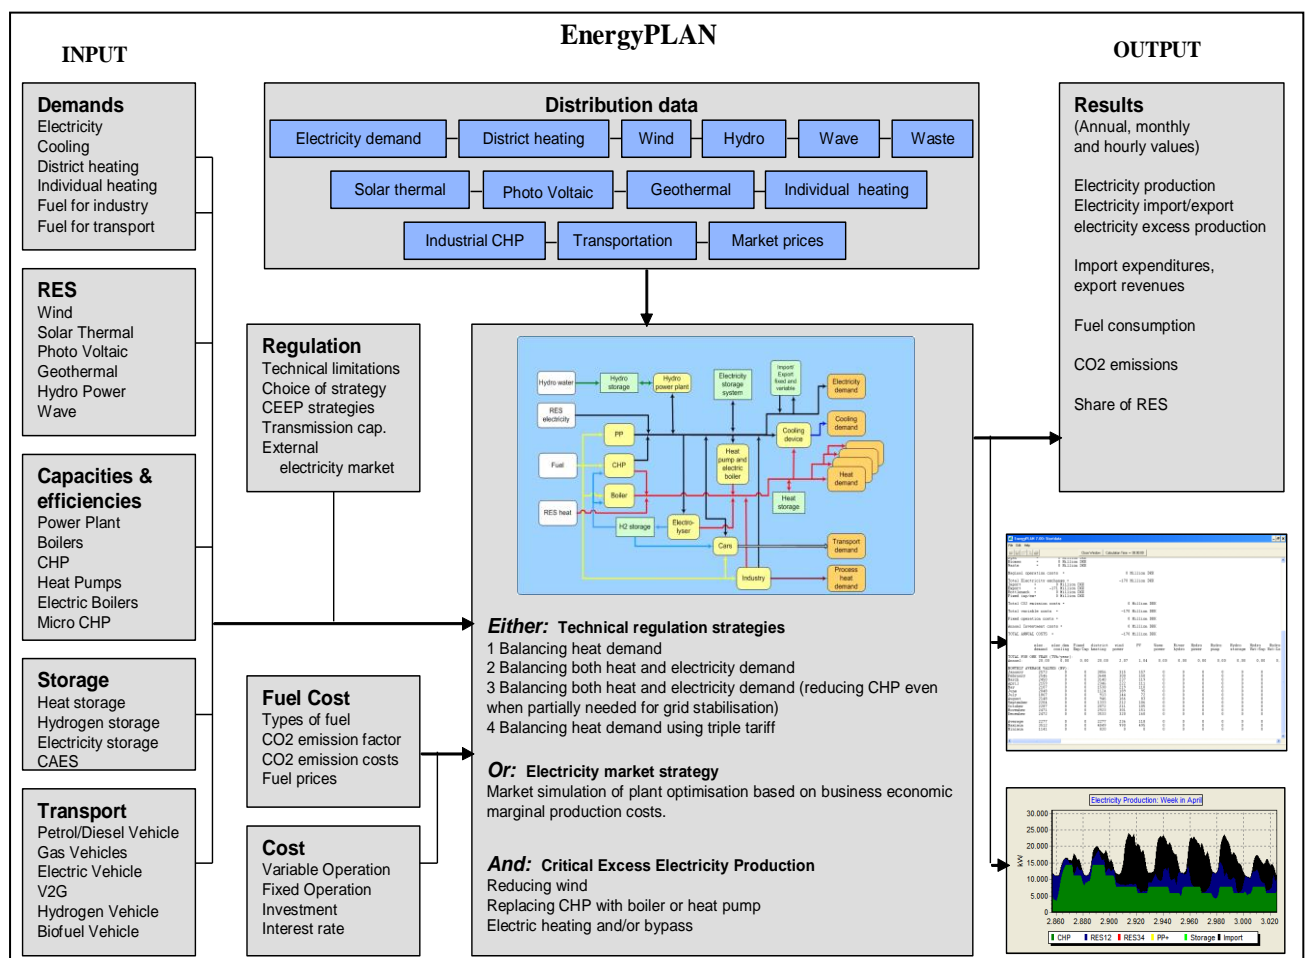 EnergyPLAN
INPUT
OUTPUT
Demands
Electricity
Cooling
District heating
Individual heating
Fuel for industry
Fuel for transport
RES
Wind
Solar Thermal
Photo Voltaic
Geothermal
Hydro Power
Wave
Capacities &
efficiencies
Power Plant
Boilers
CHP
Heat Pumps
Electric Boilers
Micro CHP
Storage
Heat storage
Hydrogen storage
Electricity storage
CAES
Transport
Petrol/Diesel Vehicle
Gas Vehicles
Electric Vehicle
V2G
Hydrogen Vehicle
Biofuel Vehicle
Regulation
Technical limitations
Choice of strategy
CEEP strategies
Transmission cap.
External
electricity market
Fuel Cost
Types of fuel
CO2 emission factor
CO2 emission costs
Fuel prices
Cost
Variable Operation
Fixed Operation
Investment
Interest rate
Distribution data
Electricity demand
District heating
Wind
Hydro
Wave
Waste
Solar thermal
Photo Voltaic
Geothermal
Individual heating
Industrial CHP
Transportation
Market prices
Hydro water
Hydro
storage
Hydro
power plant
Electricity
storage
system
Import/
Export
fixed and
variable
Electricity
demand
RES
electricity
PP
Cooling
device
Cooling
demand
Fuel
CHP
Heat
pump and
electric
boiler
Heat
demand
Boiler
RES heat
Heat
storage
H2 storage
Electro-
lyser
Cars
Transport
demand
Industry
Process
heat
demand
Either: Technical regulation strategies
1 Balancing heat demand
2 Balancing both heat and electricity demand
3 Balancing both heat and electricity demand (reducing CHP even
when partially needed for grid stabilisation)
4 Balancing heat demand using triple tariff
Or: Electricity market strategy
Market simulation of plant optimisation based on business economic
marginal production costs.
And: Critical Excess Electricity Production
Reducing wind
Replacing CHP with boiler or heat pump
Electric heating and/or bypass
Results
(Annual, monthly
and hourly values)
Electricity production
Electricity import/export
electricity excess production
Import expenditures,
export revenues
Fuel consumption
CO2 emissions
Share of RES
Electricity Production: Week in April
kW
30.000
25.000
20.000
15.000
10.000
5.000
0
2.860 2.880 2.900 2.920 2.940 2.960 2.980 3.000 3.020
CHP RES12 RES34 PP+ Storage Import